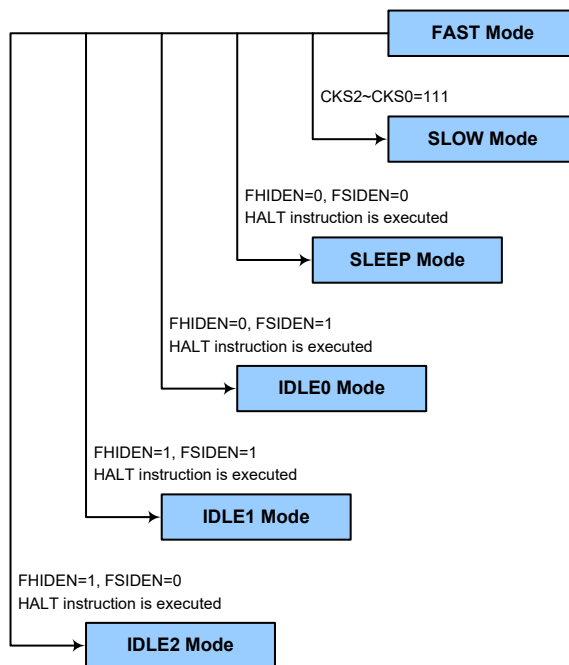 FAST Mode
CKS2~CKS0=111
SLOW Mode
FHIDEN=0, FSIDEN=0
HALT instruction is executed
SLEEP Mode
FHIDEN=0, FSIDEN=1
HALT instruction is executed
IDLE0 Mode
FHIDEN=1, FSIDEN=1
HALT instruction is executed
IDLE1 Mode
FHIDEN=1, FSIDEN=0
HALT instruction is executed
IDLE2 Mode